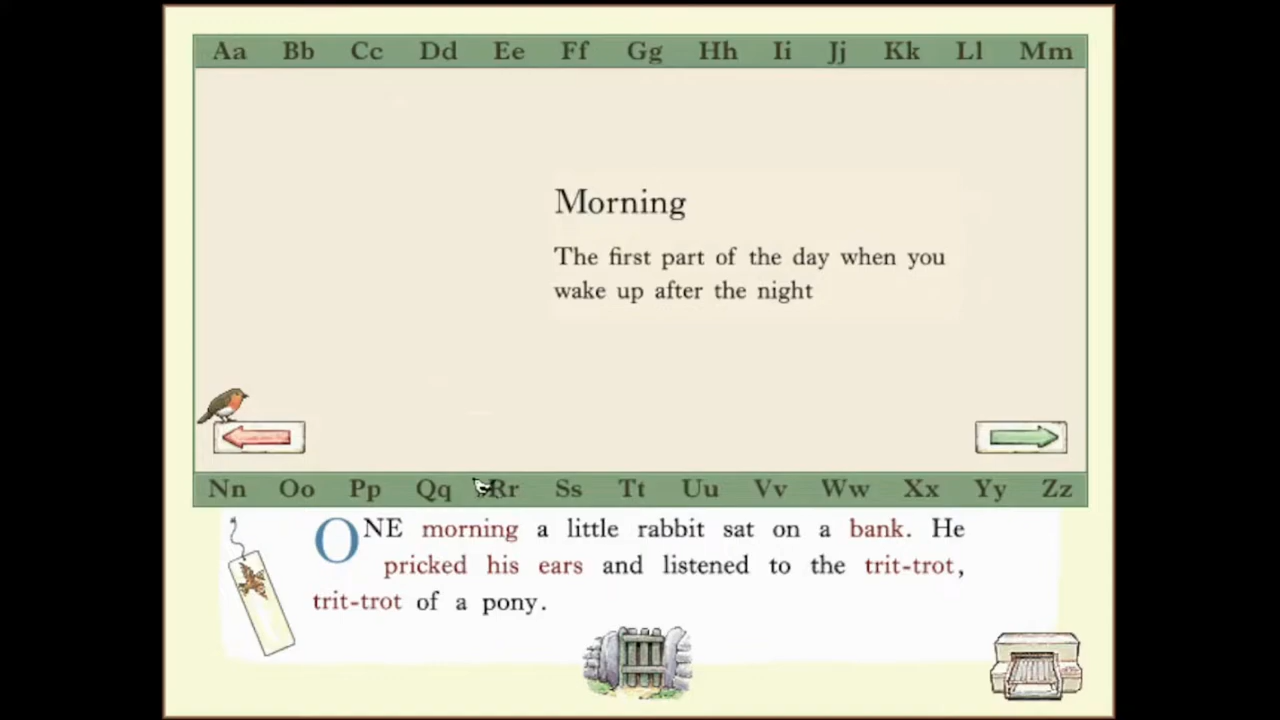 Aa Bb Cc Dd Ee Ff Gg Hh Ii Jj Kk Ll Mm
Morning
The first part of the day when you
wake up after the night
Nn Oo Pp Qq Rr Ss Tt Uu Vv Ww Xx Yy Zz
ONE morning a little rabbit sat on a bank. He
pricked his ears and listened to the trit-trot,
trit-trot of a pony.